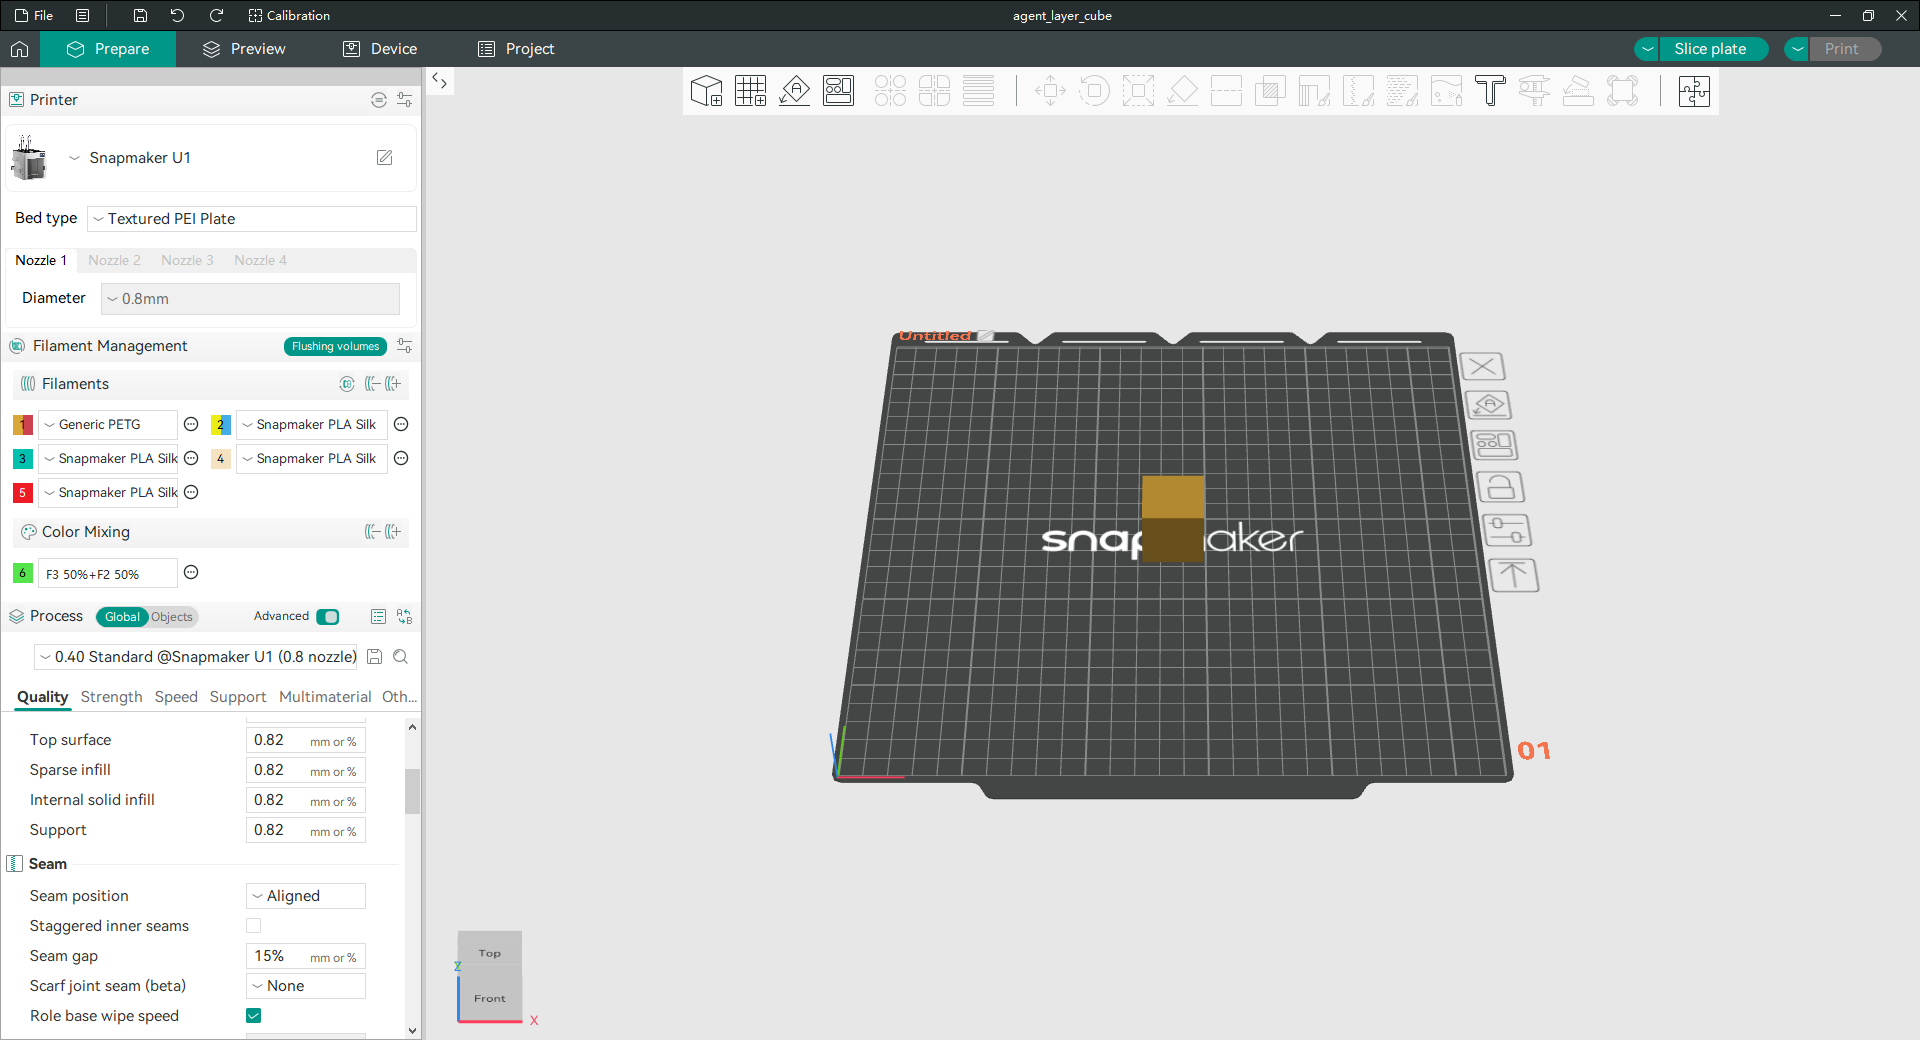 File
Calibration
agent_layer_cube
Prepare
Preview
Device
Project
Slice plate
Print
Printer
Snapmaker U1
Bed type
Textured PEI Plate
Nozzle 1
Nozzle 2
Nozzle 3
Nozzle 4
Diameter
0.8mm
Filament Management
Flushing volumes
Filaments
1
Generic PETG
2
Snapmaker PLA Silk
3
Snapmaker PLA Silk
4
Snapmaker PLA Silk
5
Snapmaker PLA Silk
Color Mixing
6
F3 50%+F2 50%
Process
Global
Objects
Advanced
0.40 Standard @Snapmaker U1 (0.8 nozzle)
Quality
Strength
Speed
Support
Multimaterial
Oth...
Top surface
0.82
mm or %
Sparse infill
0.82
mm or %
Internal solid infill
0.82
mm or %
Support
0.82
mm or %
Seam
Seam position
Aligned
Staggered inner seams
Seam gap
15%
mm or %
Scarf joint seam (beta)
None
Role base wipe speed
Untitled
snap
aker
01
Top
Z
Front
X